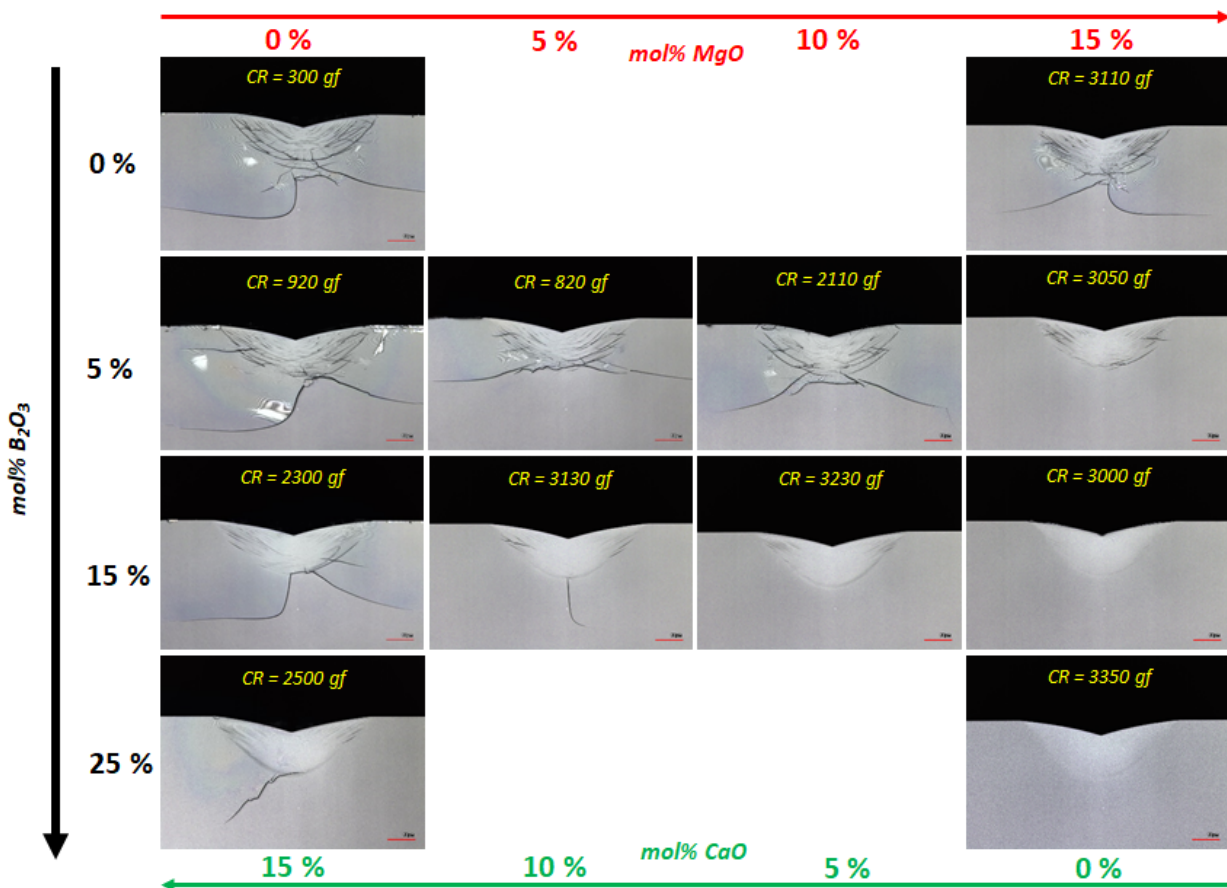 0 % 5 % 10 % 15 %
mol% MgO
CR = 300 gf CR = 3110 gf
0 %
CR = 920 gf CR = 820 gf CR = 2110 gf CR = 3050 gf
5 %
mol% B₂O₃
CR = 2300 gf CR = 3130 gf CR = 3230 gf CR = 3000 gf
15 %
CR = 2500 gf CR = 3350 gf
25 %
mol% CaO
15 % 10 % 5 % 0 %